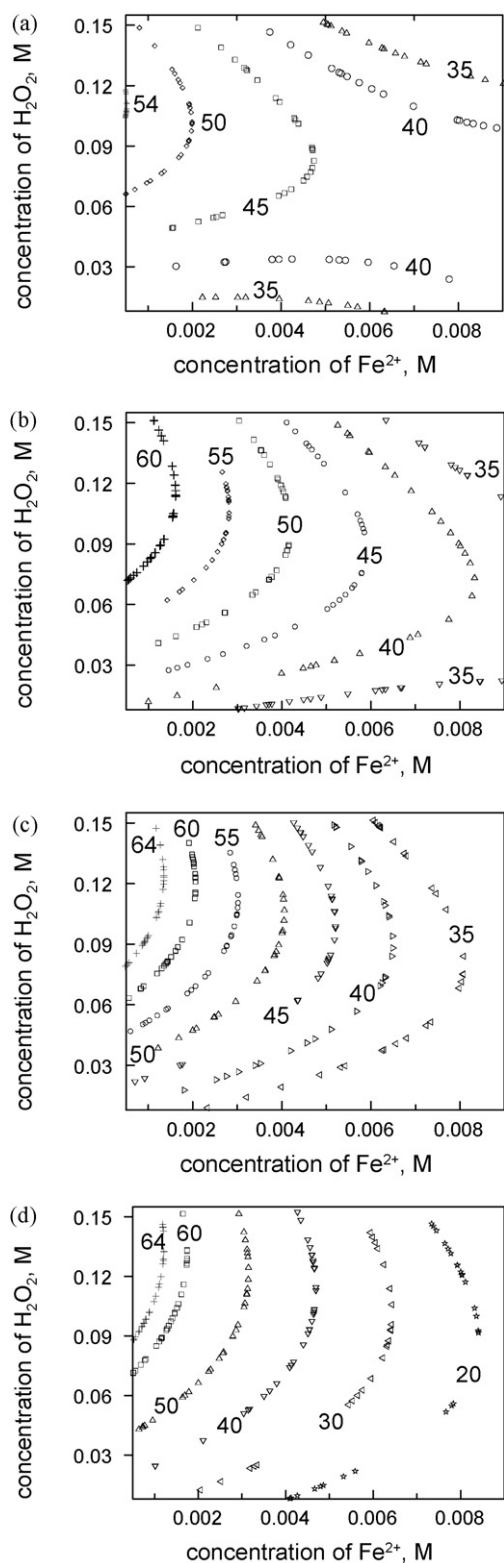 (a)
0.15
0.12
0.09
0.06
0.03
concentration of H₂O₂, M
54
50
45
35
40
40
35
0.002 0.004 0.006 0.008
concentration of Fe²⁺, M
(b)
0.15
0.12
0.09
0.06
0.03
concentration of H₂O₂, M
60
55
50
45
35
40
35
0.002 0.004 0.006 0.008
concentration of Fe²⁺, M
(c)
0.15
0.12
0.09
0.06
0.03
concentration of H₂O₂, M
64
60
55
50
45
40
35
0.002 0.004 0.006 0.008
concentration of Fe²⁺, M
(d)
0.15
0.12
0.09
0.06
0.03
concentration of H₂O₂, M
64
60
50
40
30
20
0.002 0.004 0.006 0.008
concentration of Fe²⁺, M